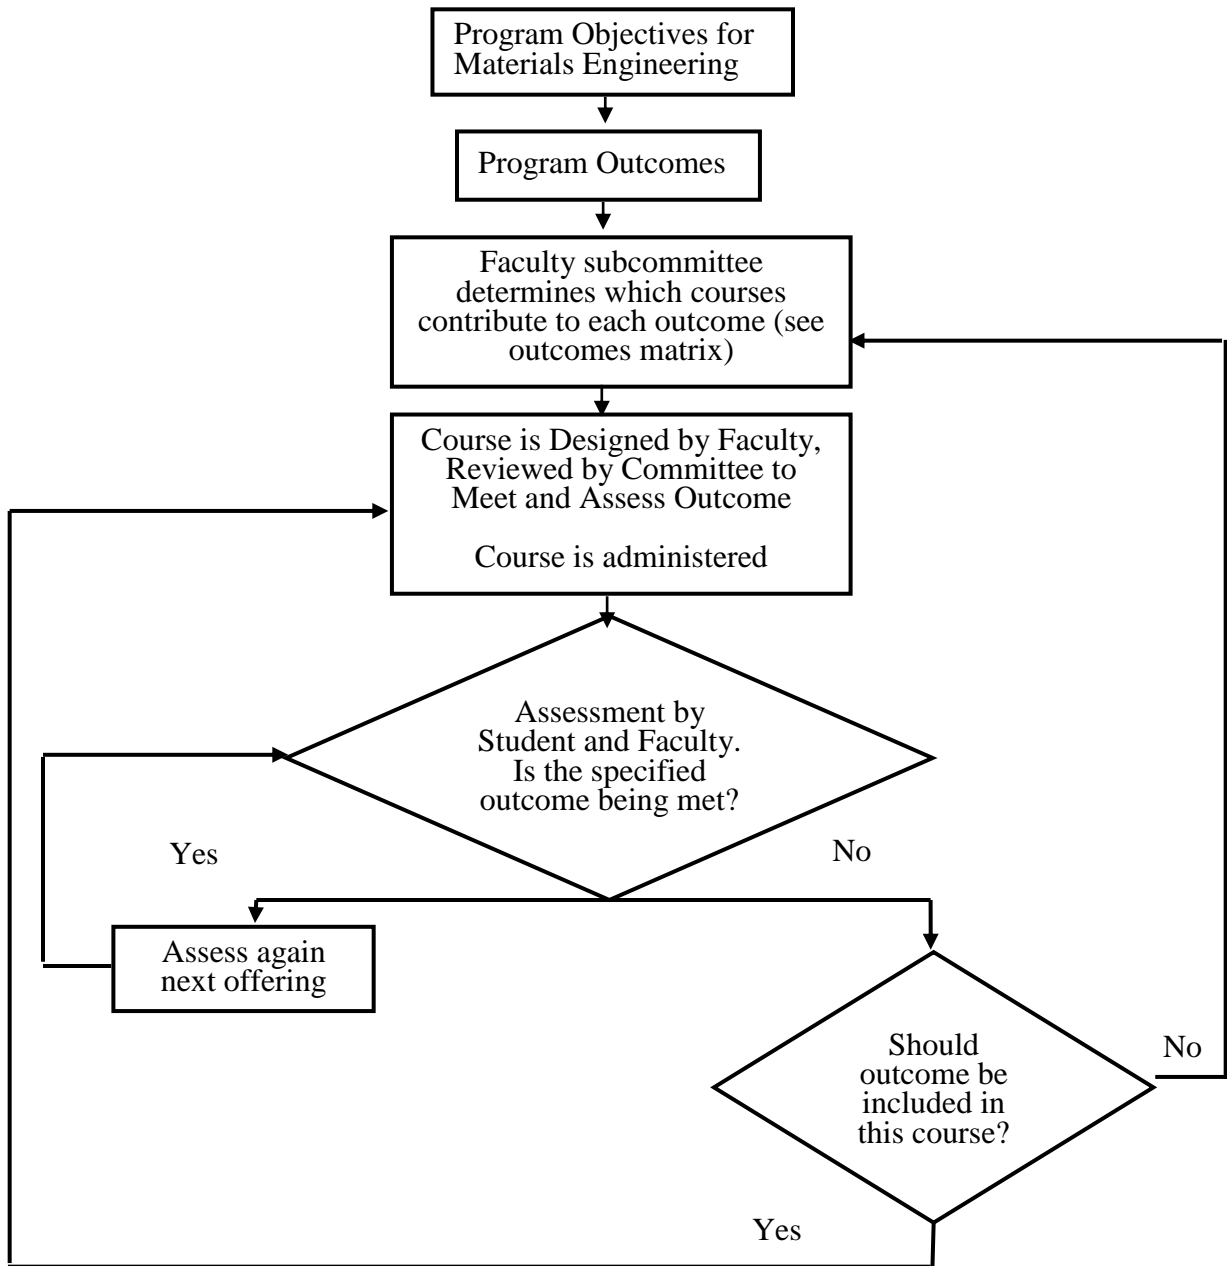 Program Objectives for
Materials Engineering
Program Outcomes
Faculty subcommittee
determines which courses
contribute to each outcome (see
outcomes matrix)
Course is Designed by Faculty,
Reviewed by Committee to
Meet and Assess Outcome
Course is administered
Assessment by
Student and Faculty.
Is the specified
outcome being met?
Yes
No
Assess again
next offering
Should
outcome be
included in
this course?
No
Yes